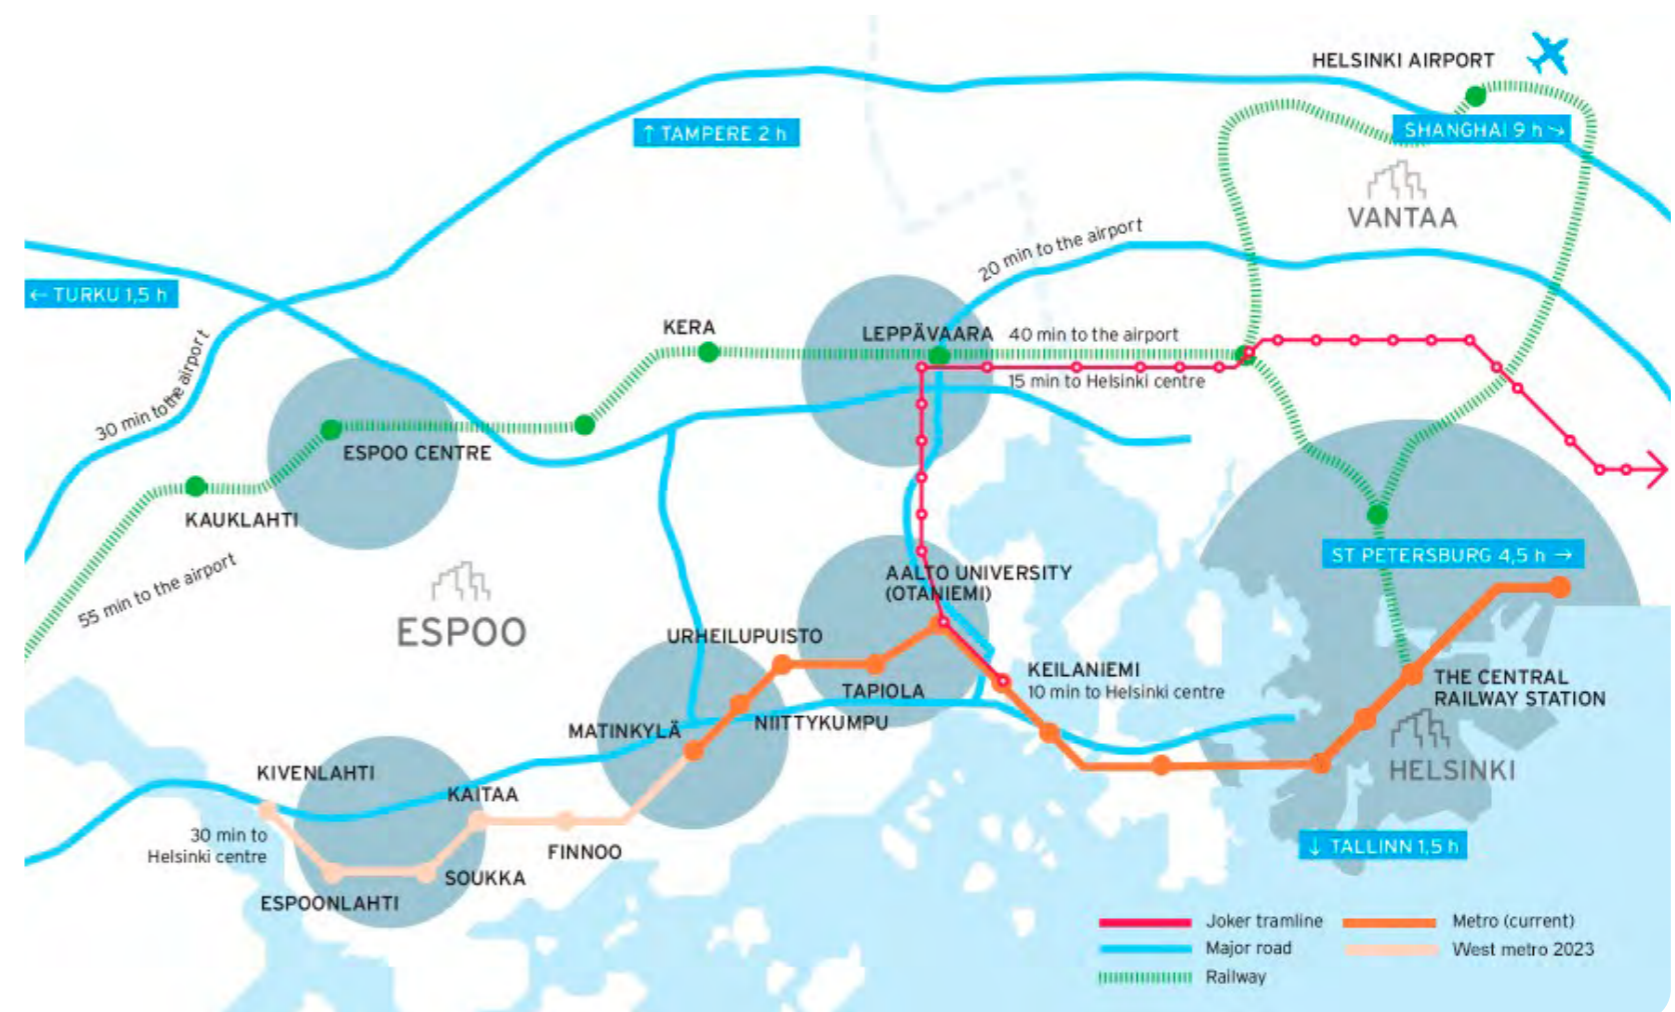 HELSINKI AIRPORT
↑ TAMPERE 2 h
SHANGHAI 9 h →
VANTAA
20 min to the airport
← TURKU 1,5 h
KERA
LEPPÄVAARA
40 min to the airport
15 min to Helsinki centre
30 min to the airport
ESPOO CENTRE
KAUKLAHTI
55 min to the airport
ESPOO
ST PETERSBURG 4,5 h →
AALTO UNIVERSITY
(OTANIEMI)
URHEILUPUISTO
KEILANIEMI
10 min to Helsinki centre
TAPIOLA
THE CENTRAL
RAILWAY STATION
MATINKYLÄ
NIITTYKUMPU
HELSINKI
KIVENLAHTI
KAITAA
30 min to
Helsinki centre
FINNOO
SOUKKA
ESPOONLAHTI
↓ TALLINN 1,5 h
Joker tramline
Metro (current)
Major road
West metro 2023
Railway